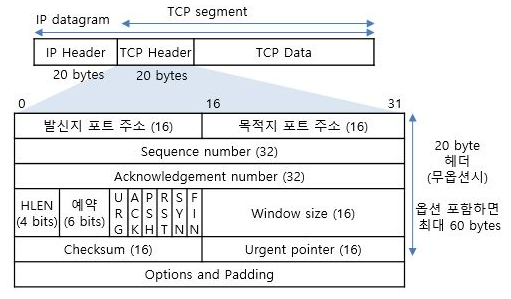 IP datagram
TCP segment
IP Header
TCP Header
TCP Data
20 bytes
20 bytes
0
16
31
발신지 포트 주소 (16)
목적지 포트 주소 (16)
Sequence number (32)
Acknowledgement number (32)
HLEN
(4 bits)
예약
(6 bits)
URG
ACK
PSH
RST
SYN
FIN
Window size (16)
Checksum (16)
Urgent pointer (16)
Options and Padding
20 byte
헤더
(무옵션시)
옵션 포함하면
최대 60 bytes